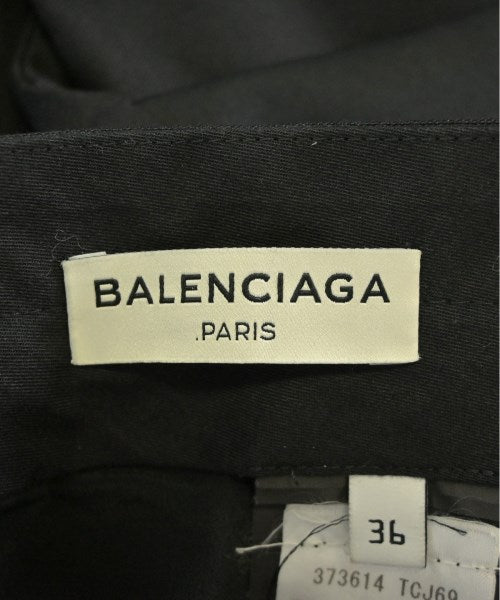 BALENCIAGA
.PARIS
36
373614 TCJ69